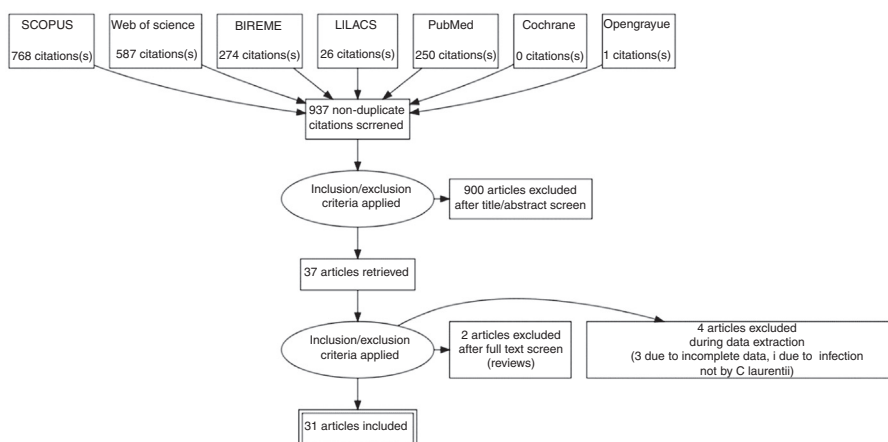 SCOPUS
768 citations(s)
Web of science
587 citations(s)
BIREME
274 citations(s)
LILACS
26 citations(s)
PubMed
250 citations(s)
Cochrane
0 citations(s)
Opengrayue
1 citations(s)
937 non-duplicate
citations scrrened
Inclusion/exclusion
criteria applied
900 articles excluded
after title/abstract screen
37 articles retrieved
Inclusion/exclusion
criteria applied
2 articles excluded
after full text screen
(reviews)
4 articles excluded
during data extraction
(3 due to incomplete data, i due to infection
not by C laurentii)
31 articles included